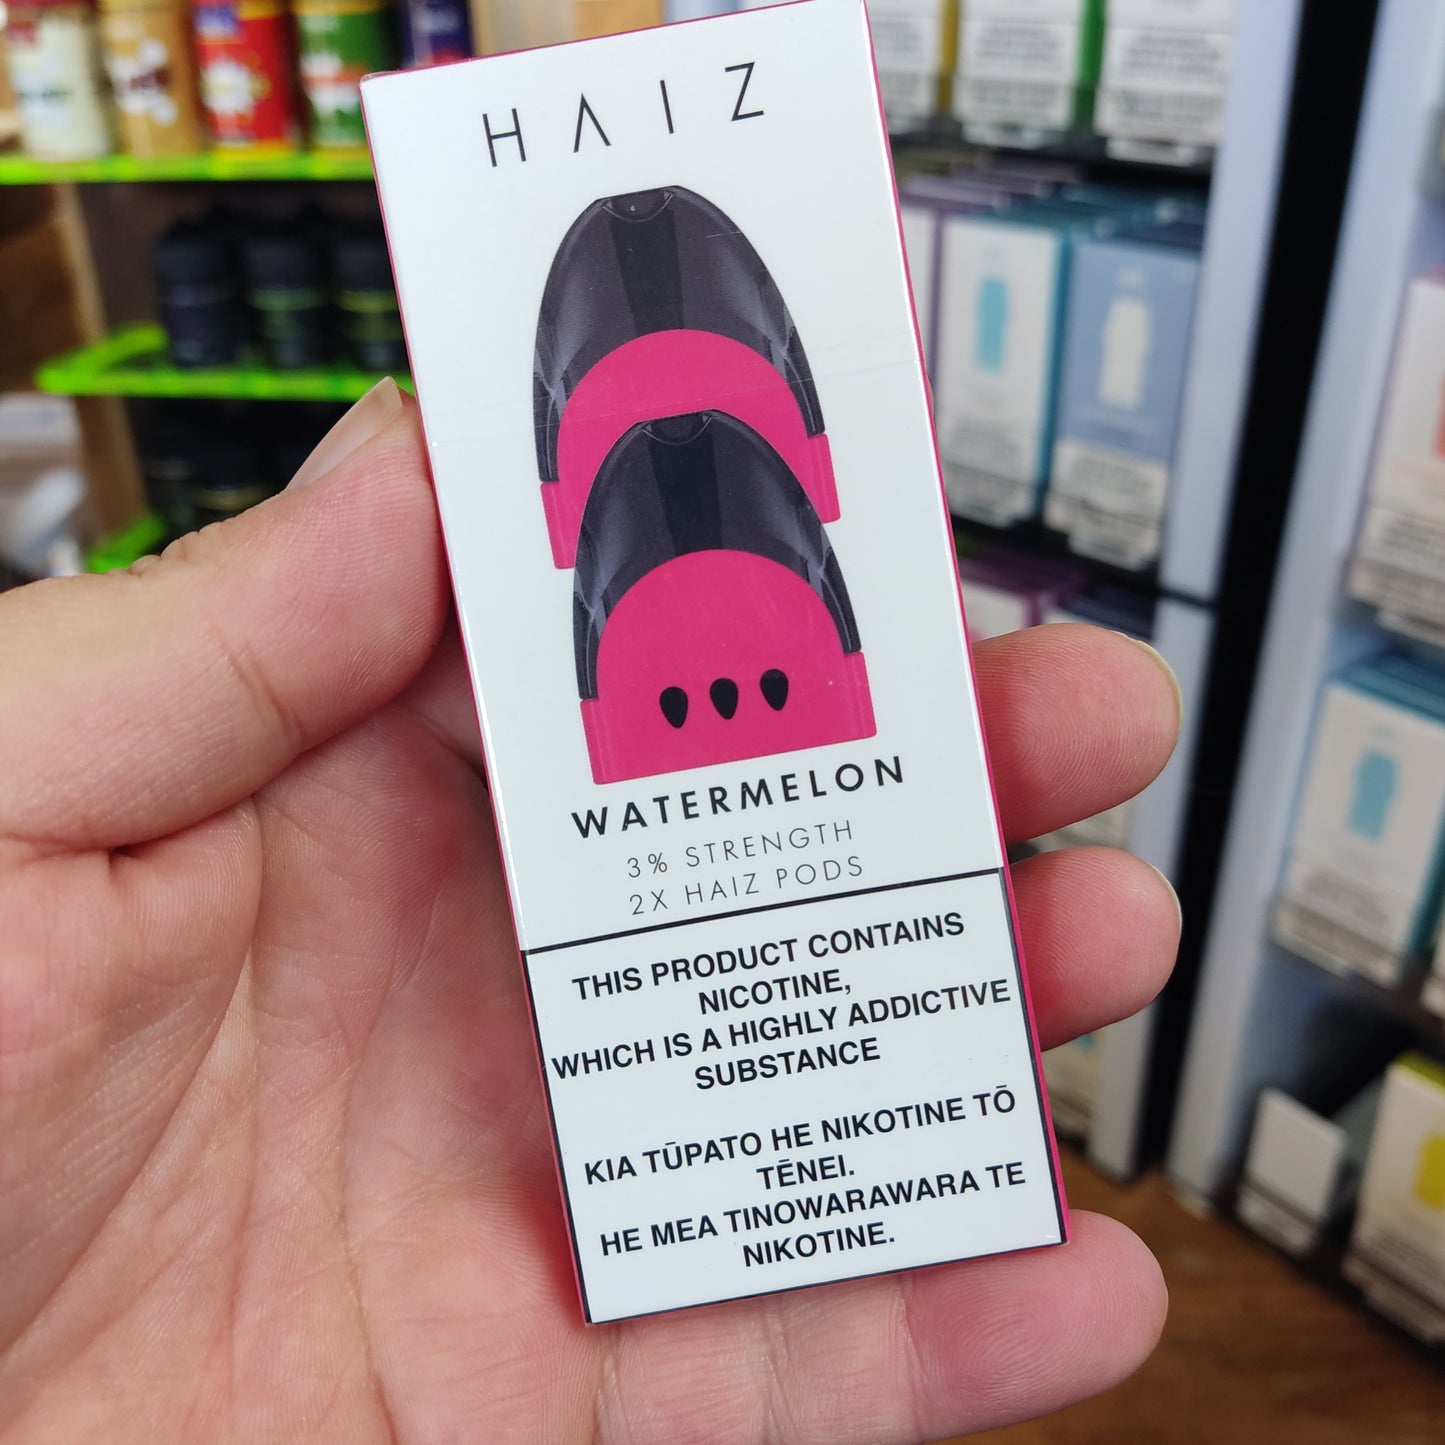 HAIZ
WATERMELON
3% STRENGTH
2X HAIZ PODS
THIS PRODUCT CONTAINS
NICOTINE,
WHICH IS A HIGHLY ADDICTIVE
SUBSTANCE
KIA TŪPATO HE NIKOTINE TŌ
TĒNEI.
HE MEA TINOWARAWARA TE
NIKOTINE.